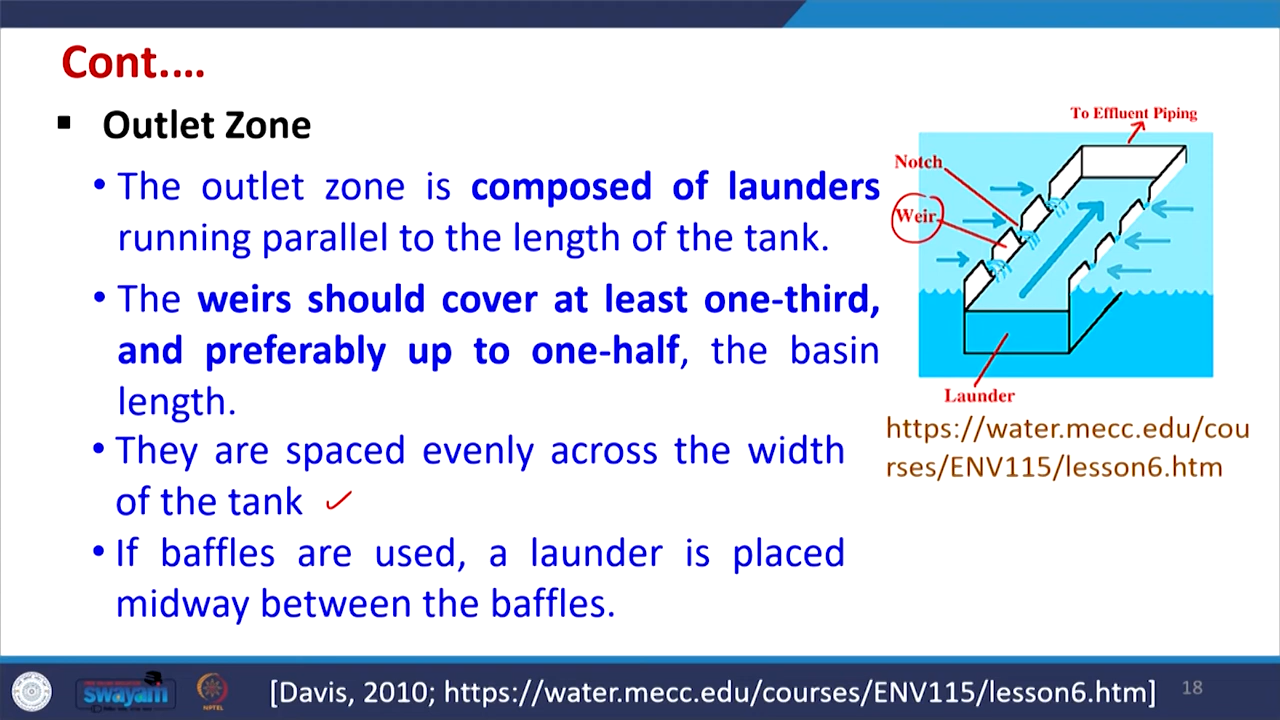 Cont.…
▪ Outlet Zone
• The outlet zone is composed of launders
running parallel to the length of the tank.
• The weirs should cover at least one-third,
and preferably up to one-half, the basin
length.
• They are spaced evenly across the width
of the tank
• If baffles are used, a launder is placed
midway between the baffles.
To Effluent Piping
Notch
Weir
Launder
https://water.mecc.edu/cou
rses/ENV115/lesson6.htm
swayam
NPTEL
[Davis, 2010; https://water.mecc.edu/courses/ENV115/lesson6.htm]
18